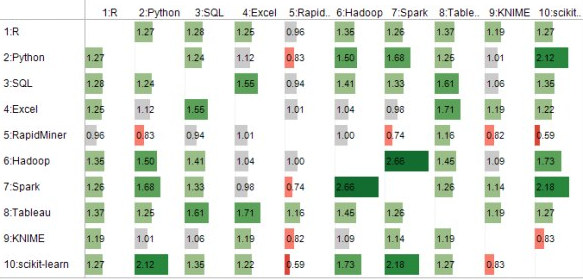 1:R 2:Python 3:SQL 4:Excel 5:Rapid.. 6:Hadoop 7:Spark 8:Table.. 9:KNIME 10:scikit..
1:R 1.27 1.28 1.25 0.96 1.35 1.26 1.37 1.19 1.27
2:Python 1.27 1.24 1.12 0.83 1.50 1.68 1.25 1.01 2.12
3:SQL 1.28 1.24 1.55 0.94 1.41 1.33 1.61 1.06 1.35
4:Excel 1.25 1.12 1.55 1.01 1.04 0.98 1.71 1.19 1.22
5:RapidMiner 0.96 0.83 0.94 1.01 1.00 0.74 1.16 0.82 0.59
6:Hadoop 1.35 1.50 1.41 1.04 1.00 2.66 1.45 1.09 1.73
7:Spark 1.26 1.68 1.33 0.98 0.74 2.66 1.26 1.14 2.18
8:Tableau 1.37 1.25 1.61 1.71 1.16 1.45 1.26 1.19 1.27
9:KNIME 1.19 1.01 1.06 1.19 0.82 1.09 1.14 1.19 0.83
10:scikit-learn 1.27 2.12 1.35 1.22 0.59 1.73 2.18 1.27 0.83